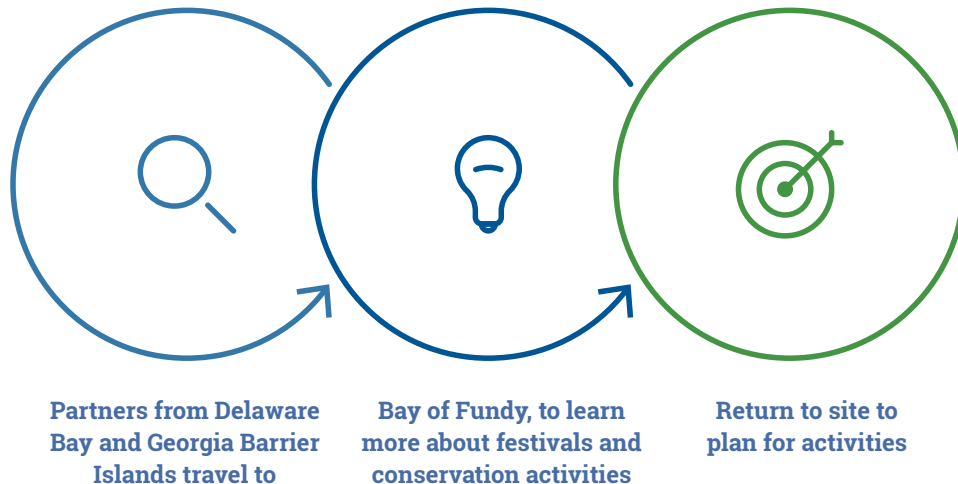 Partners from Delaware
Bay and Georgia Barrier
Islands travel to
Bay of Fundy, to learn
more about festivals and
conservation activities
Return to site to
plan for activities